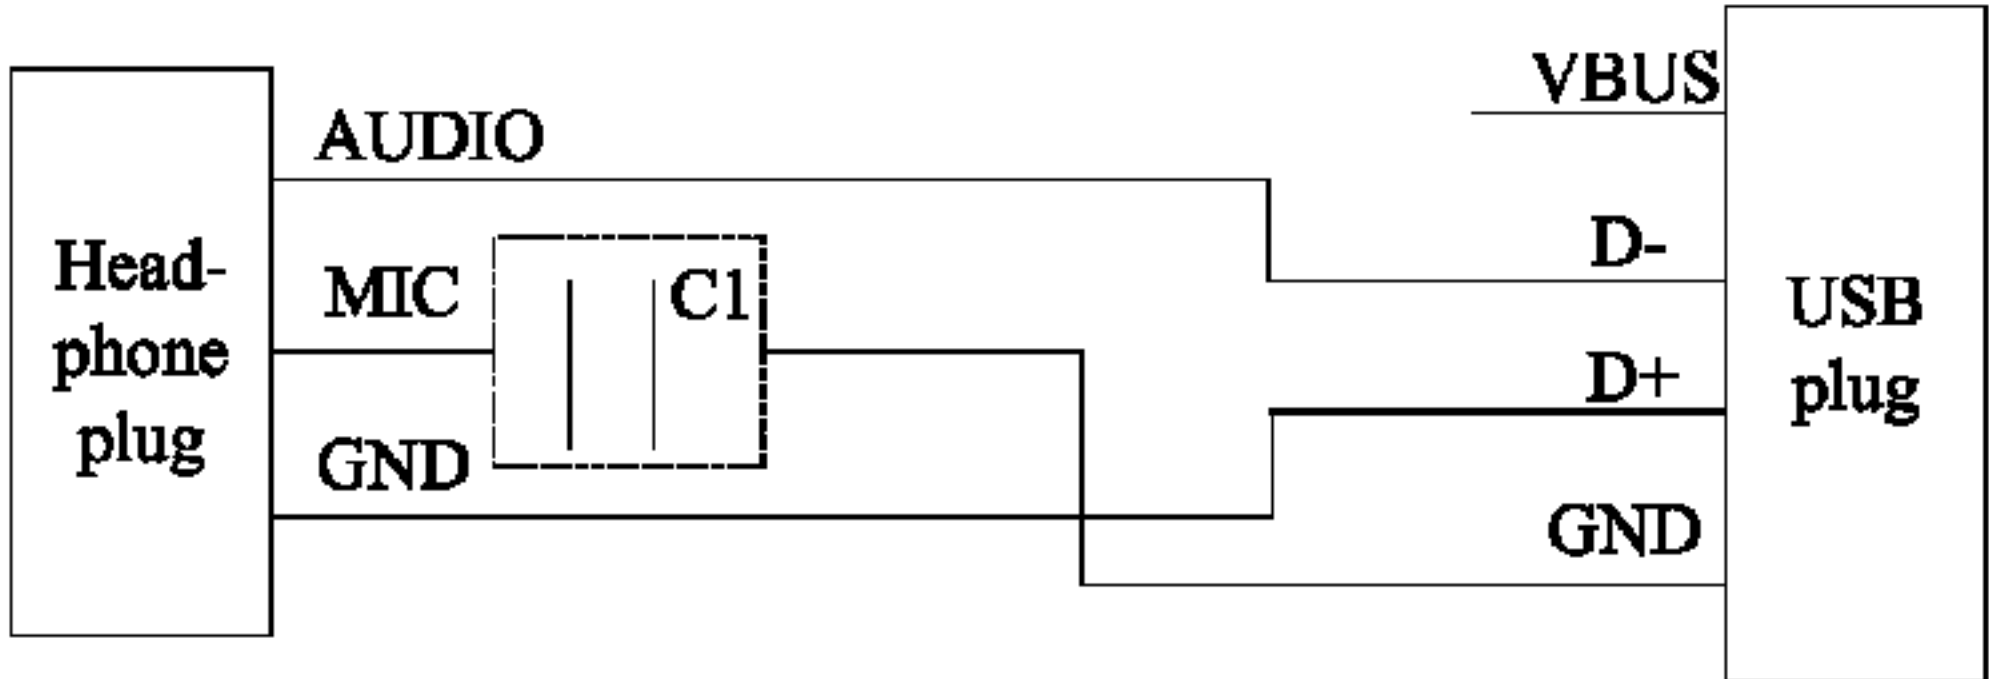 VBUS
AUDIO
D-
Head-
phone
plug
MIC
C1
USB
plug
D+
GND
GND